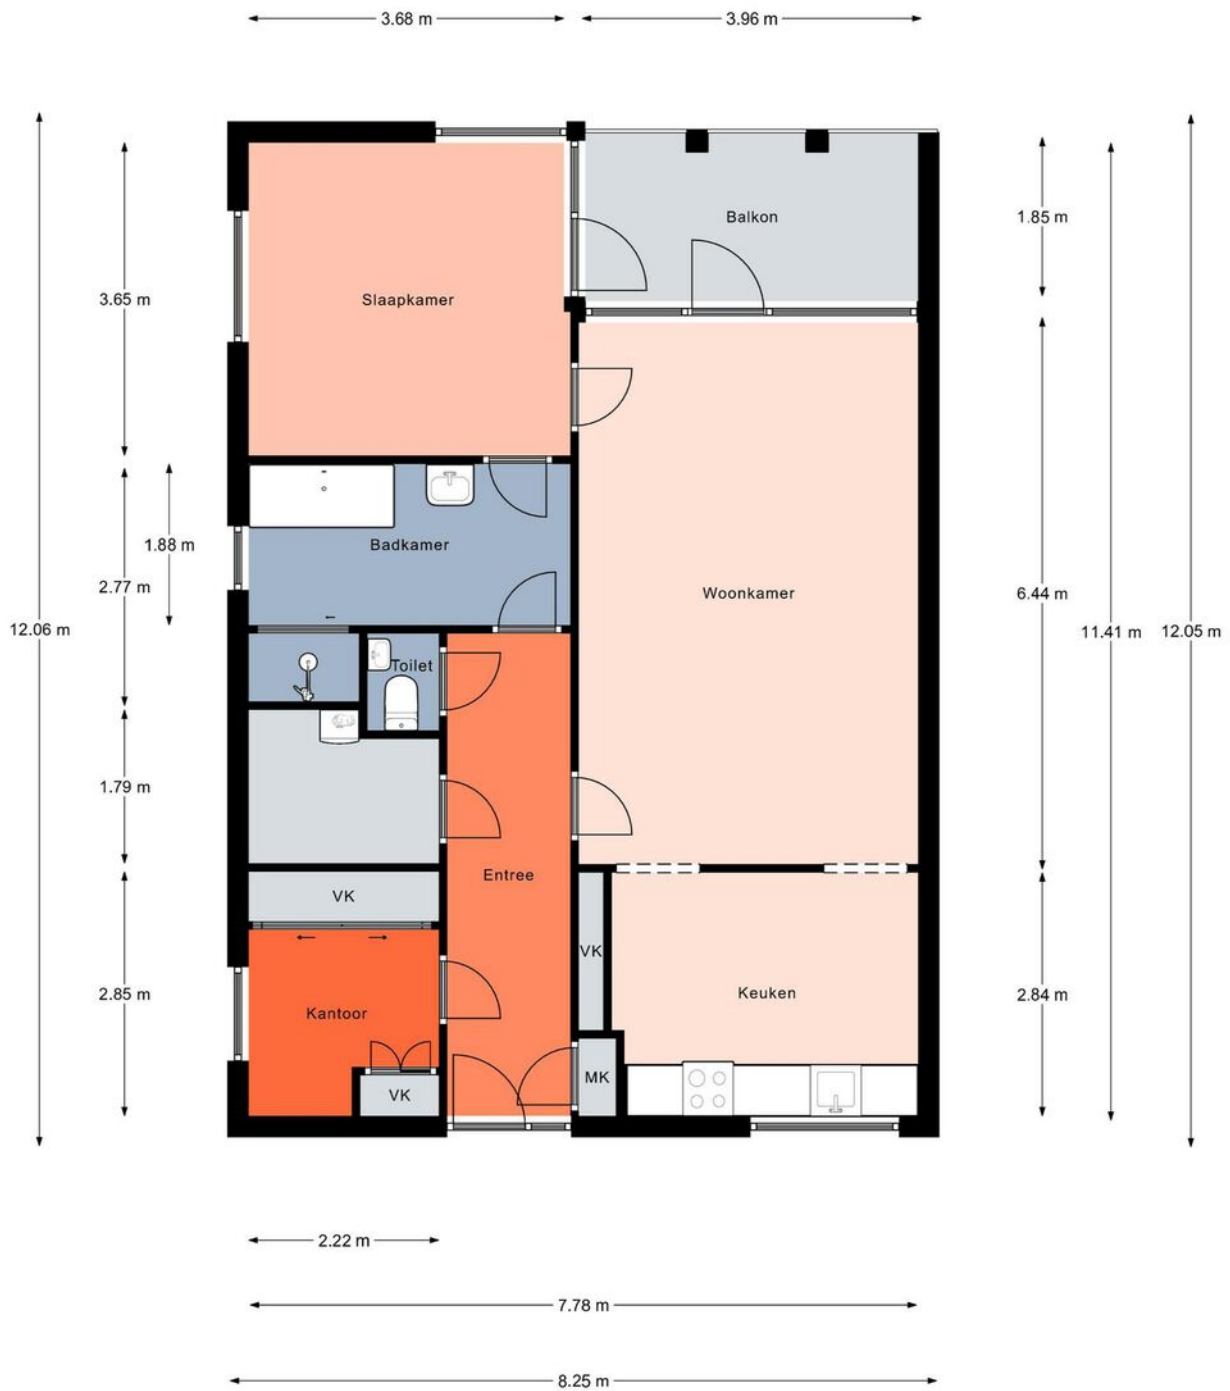 3.68 m
3.96 m
Balkon
1.85 m
Slaapkamer
3.65 m
Badkamer
1.88 m
2.77 m
Woonkamer
6.44 m
12.06 m
11.41 m
12.05 m
Toilet
1.79 m
Entree
VK
VK
Keuken
2.85 m
2.84 m
Kantoor
MK
VK
2.22 m
7.78 m
8.25 m